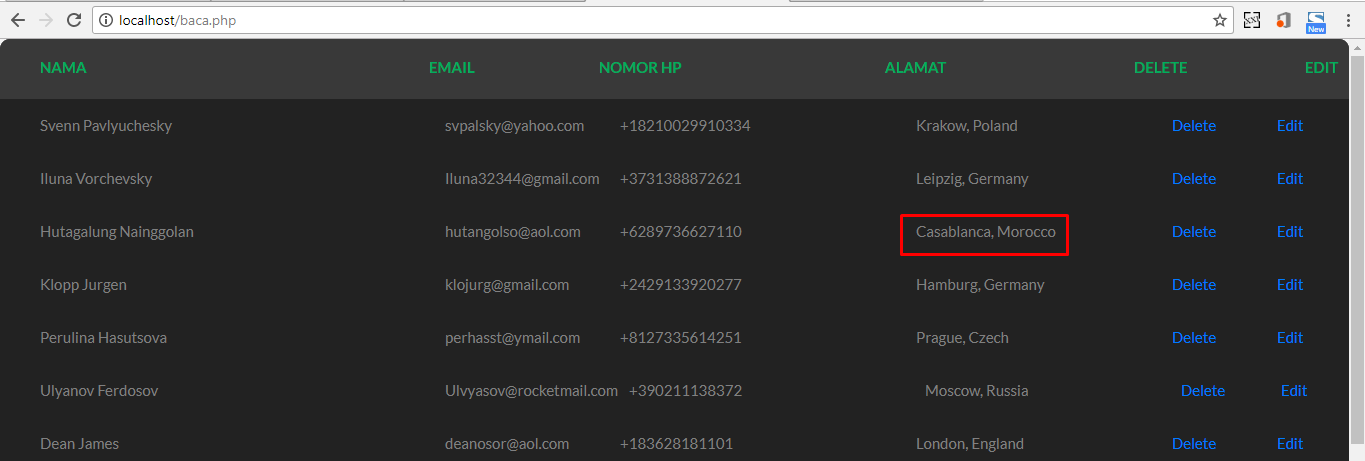 localhost/baca.php
New
NAMA EMAIL NOMOR HP ALAMAT DELETE EDIT
Svenn Pavlyuchesky svpalsky@yahoo.com +18210029910334 Krakow, Poland Delete Edit
Iluna Vorchevsky Iluna32344@gmail.com +3731388872621 Leipzig, Germany Delete Edit
Hutagalung Nainggolan hutangolso@aol.com +6289736627110 Casablanca, Morocco Delete Edit
Klopp Jurgen klojurg@gmail.com +2429133920277 Hamburg, Germany Delete Edit
Perulina Hasutsova perhasst@ymail.com +8127335614251 Prague, Czech Delete Edit
Ulyanov Ferdosov Ulvyasov@rocketmail.com +390211138372 Moscow, Russia Delete Edit
Dean James deanosor@aol.com +183628181101 London, England Delete Edit